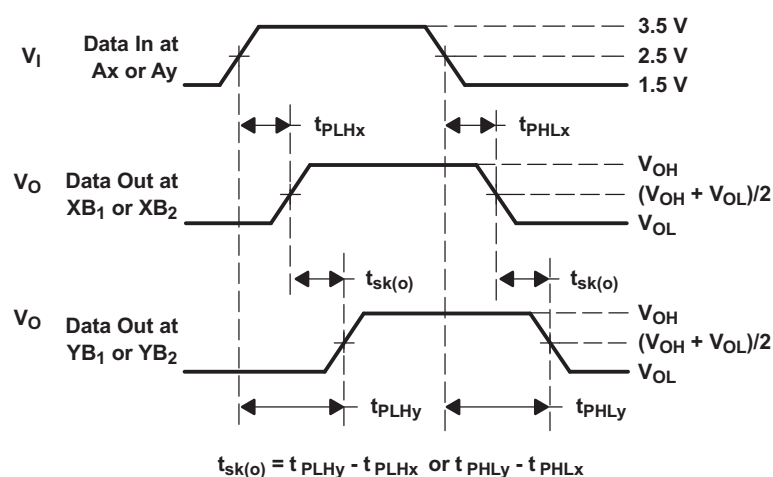 V_I
Data In at
Ax or Ay
3.5 V
2.5 V
1.5 V
t_PLHx
t_PHLx
V_O
Data Out at
XB_1 or XB_2
V_OH
(V_OH + V_OL)/2
V_OL
t_sk(o)
t_sk(o)
V_O
Data Out at
YB_1 or YB_2
V_OH
(V_OH + V_OL)/2
V_OL
t_PLHy
t_PHLy
t_sk(o) = t_PLHy - t_PLHx or t_PHLy - t_PHLx